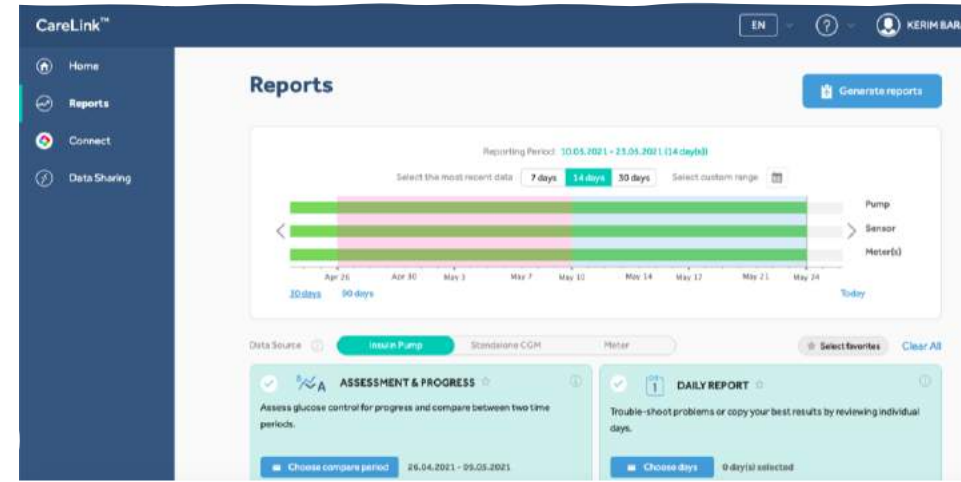 CareLink™
EN
?
KERIM BAR
Home
Reports
Connect
Data Sharing
Reports
Generate reports
Reporting Period: 10.05.2021 - 23.05.2021 (14 day(s))
Select the most recent data 7 days 14 days 30 days Select custom range
Pump
Sensor
Meter(s)
Apr 26 Apr 30 May 3 May 7 May 10 May 14 May 17 May 21 May 24
30 days 90 days Today
Data Source Insulin Pump Standalone CGM Meter Select favorites Clear All
B A ASSESSMENT & PROGRESS
Assess glucose control for progress and compare between two time
periods.
Choose compare period 26.04.2021 - 09.05.2021
1 DAILY REPORT
Trouble-shoot problems or copy your best results by reviewing individual
days.
Choose days 0 day(s) selected